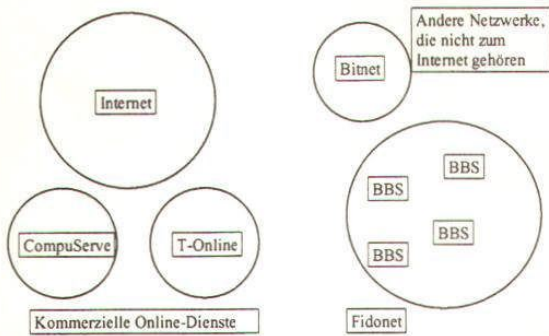 Internet
CompuServe
T-Online
Kommerzielle Online-Dienste
Andere Netzwerke,
die nicht zum
Internet gehören
Bitnet
BBS
BBS
BBS
BBS
Fidonet